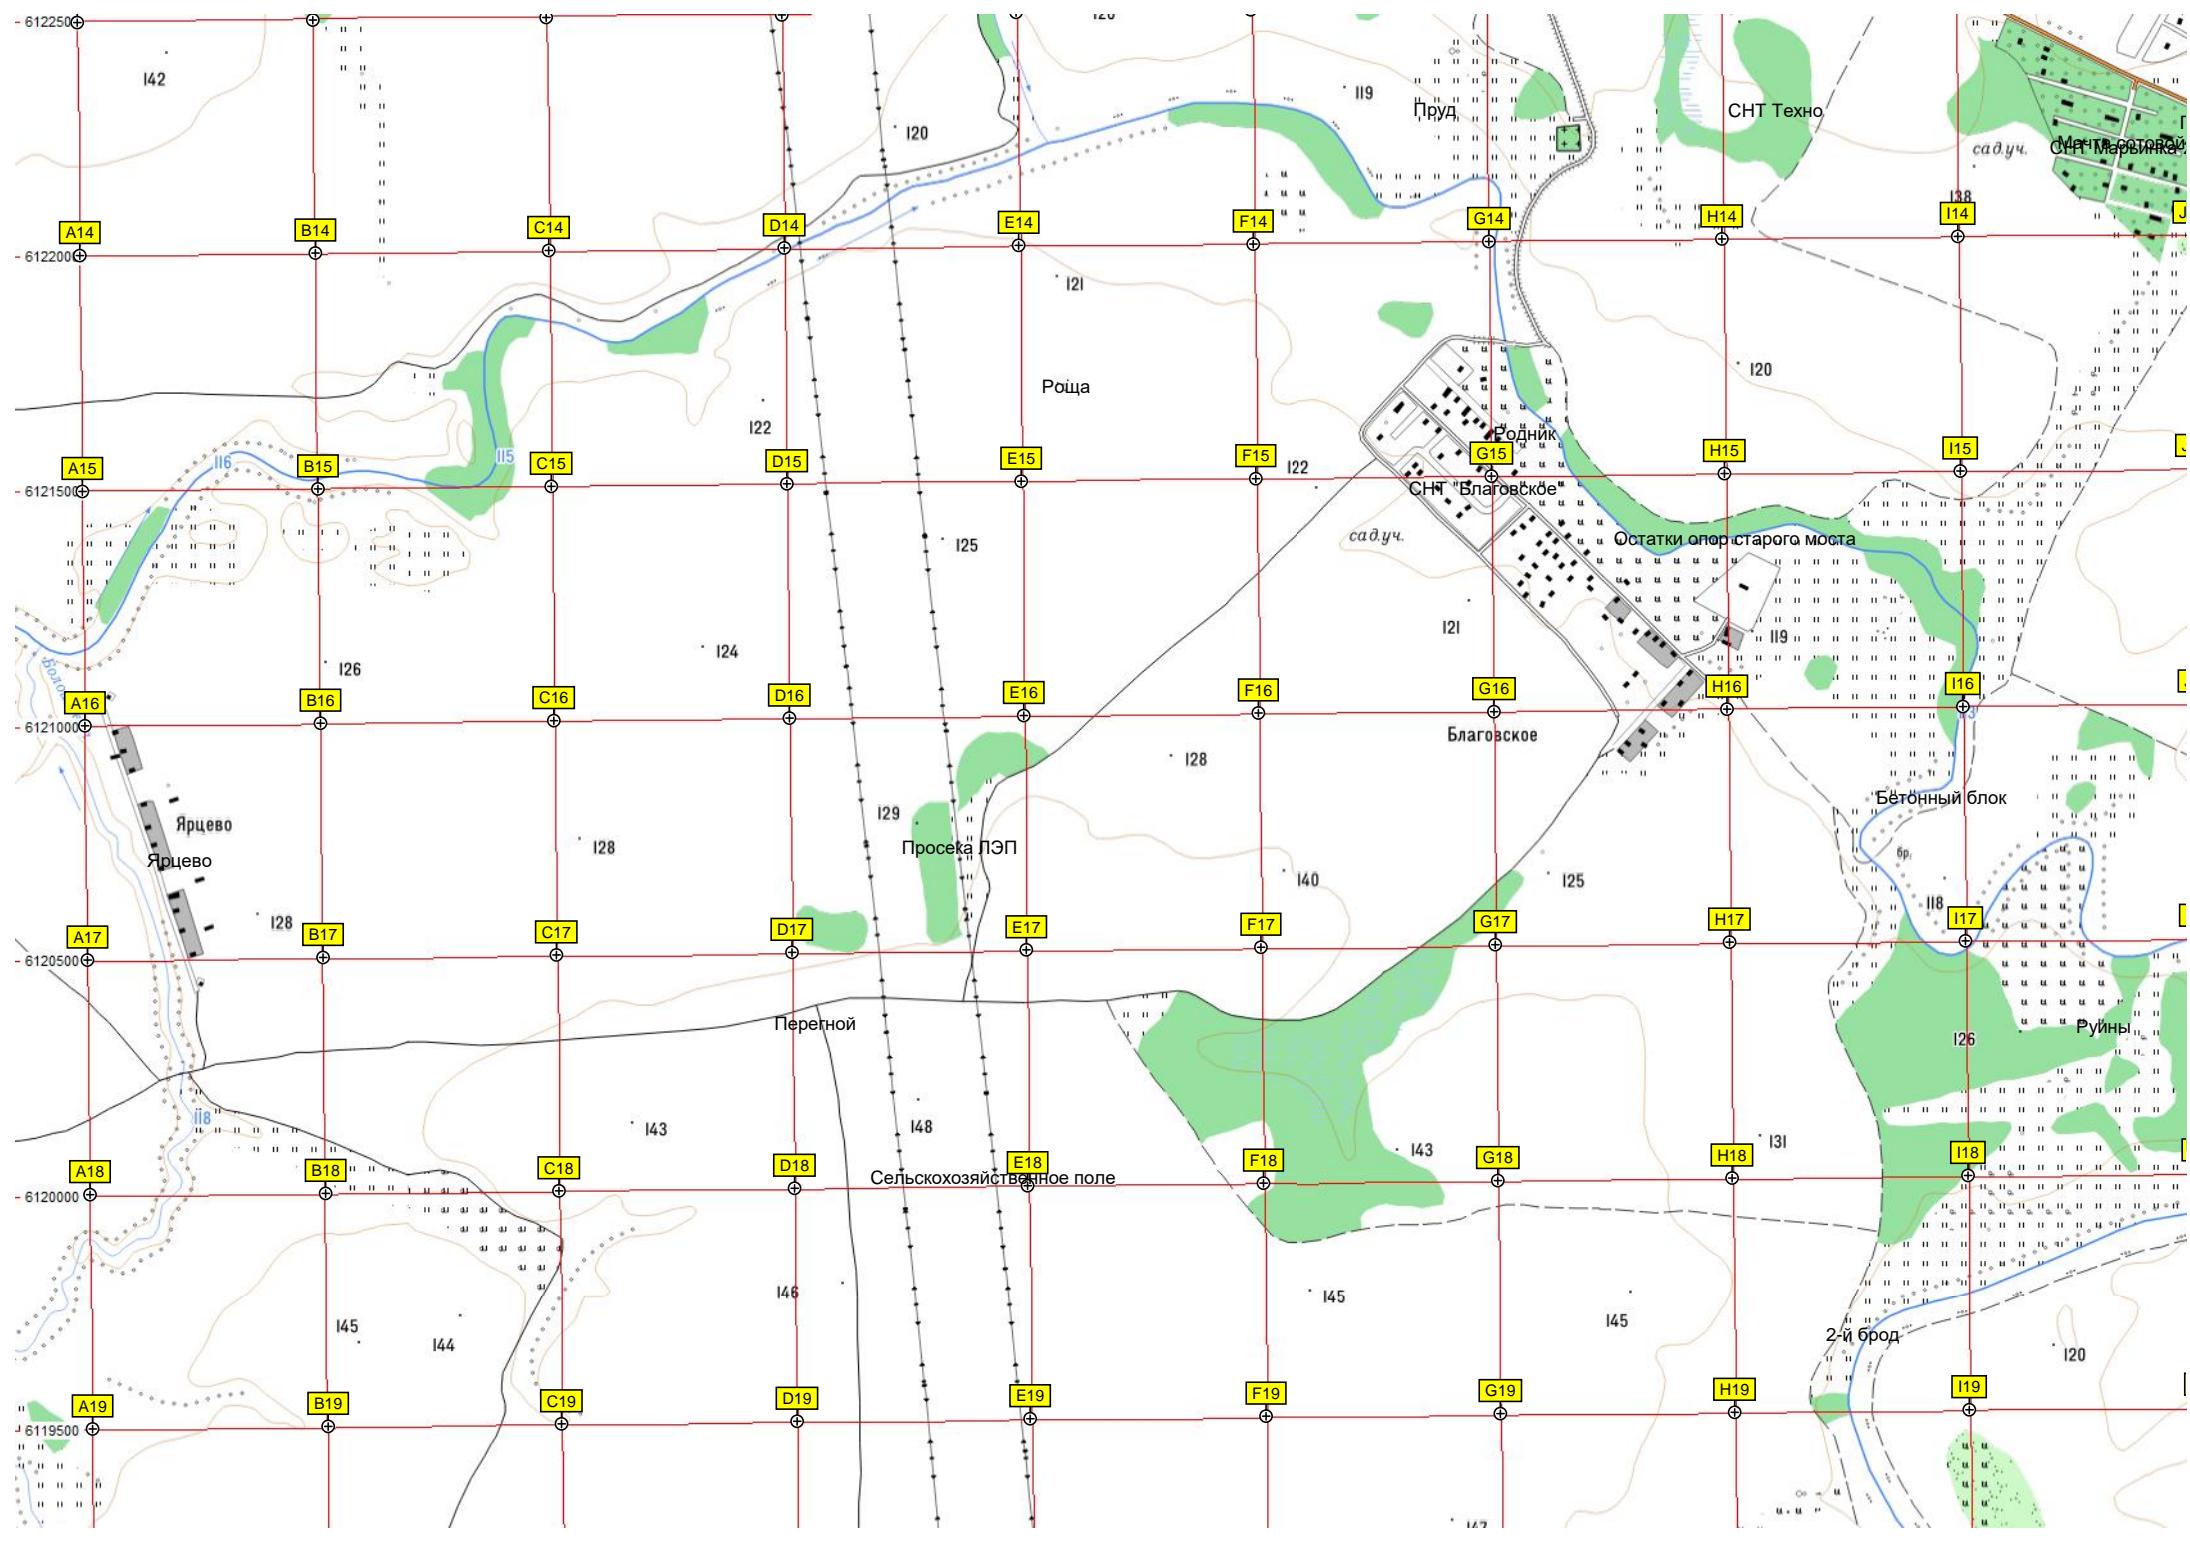 6122500
120
142
119
Пруд
СНТ Техно
120
сад.уч.
Мачта сотовой
СНТ Марьинка
138
A14
B14
C14
D14
E14
F14
G14
H14
I14
6122000
121
120
Роща
122
Родник
A15
116
B15
115
C15
D15
E15
F15
122
G15
H15
I15
6121500
СНТ "Благовское"
сад.уч.
Остатки опор старого моста
125
124
126
121
119
A16
B16
C16
D16
E16
F16
G16
H16
I16
6121000
Благовское
128
Бетонный блок
129
Ярцево
Ярцево
128
Просека ЛЭП
бр.
140
125
128
118
A17
B17
C17
D17
E17
F17
G17
H17
I17
6120500
Перегной
Руины
126
118
143
148
143
131
A18
B18
C18
D18
E18
F18
G18
H18
I18
6120000
Сельскохозяйственное поле
146
145
145
145
144
2-й брод
120
A19
B19
C19
D19
E19
F19
G19
H19
I19
6119500
147